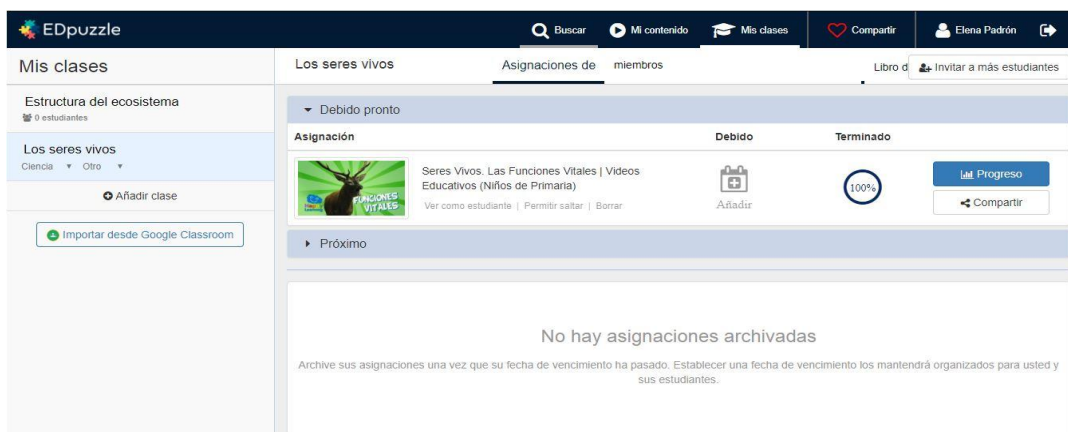 EDpuzzle
Buscar
Mi contenido
Mis clases
Compartir
Elena Padrón
Mis clases
Los seres vivos
Asignaciones de
miembros
Libro d
Invitar a más estudiantes
Estructura del ecosistema
0 estudiantes
Los seres vivos
Ciencia
Otro
Añadir clase
Importar desde Google Classroom
Debido pronto
Asignación
Debido
Terminado
FUNCIONES
VITALES
Seres Vivos. Las Funciones Vitales | Videos
Educativos (Niños de Primaria)
Ver como estudiante | Permitir saltar | Borrar
Añadir
100%
Progreso
Compartir
Próximo
No hay asignaciones archivadas
Archive sus asignaciones una vez que su fecha de vencimiento ha pasado. Establecer una fecha de vencimiento los mantendrá organizados para usted y
sus estudiantes.